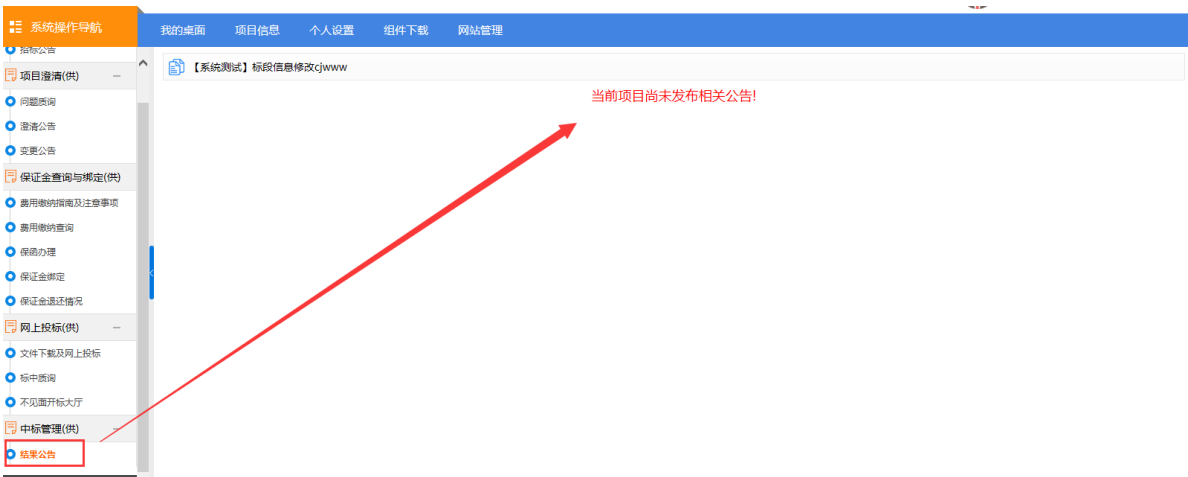 系统操作导航
我的桌面 项目信息 个人设置 组件下载 网站管理
招标公告
项目澄清(供)
问题质询
澄清公告
变更公告
保证金查询与绑定(供)
费用缴纳指南及注意事项
费用缴纳查询
保函办理
保证金绑定
保证金退还情况
网上投标(供)
文件下载及网上投标
标中质询
不见面开标大厅
中标管理(供)
结果公告
【系统测试】标段信息修改cjwww
当前项目尚未发布相关公告!